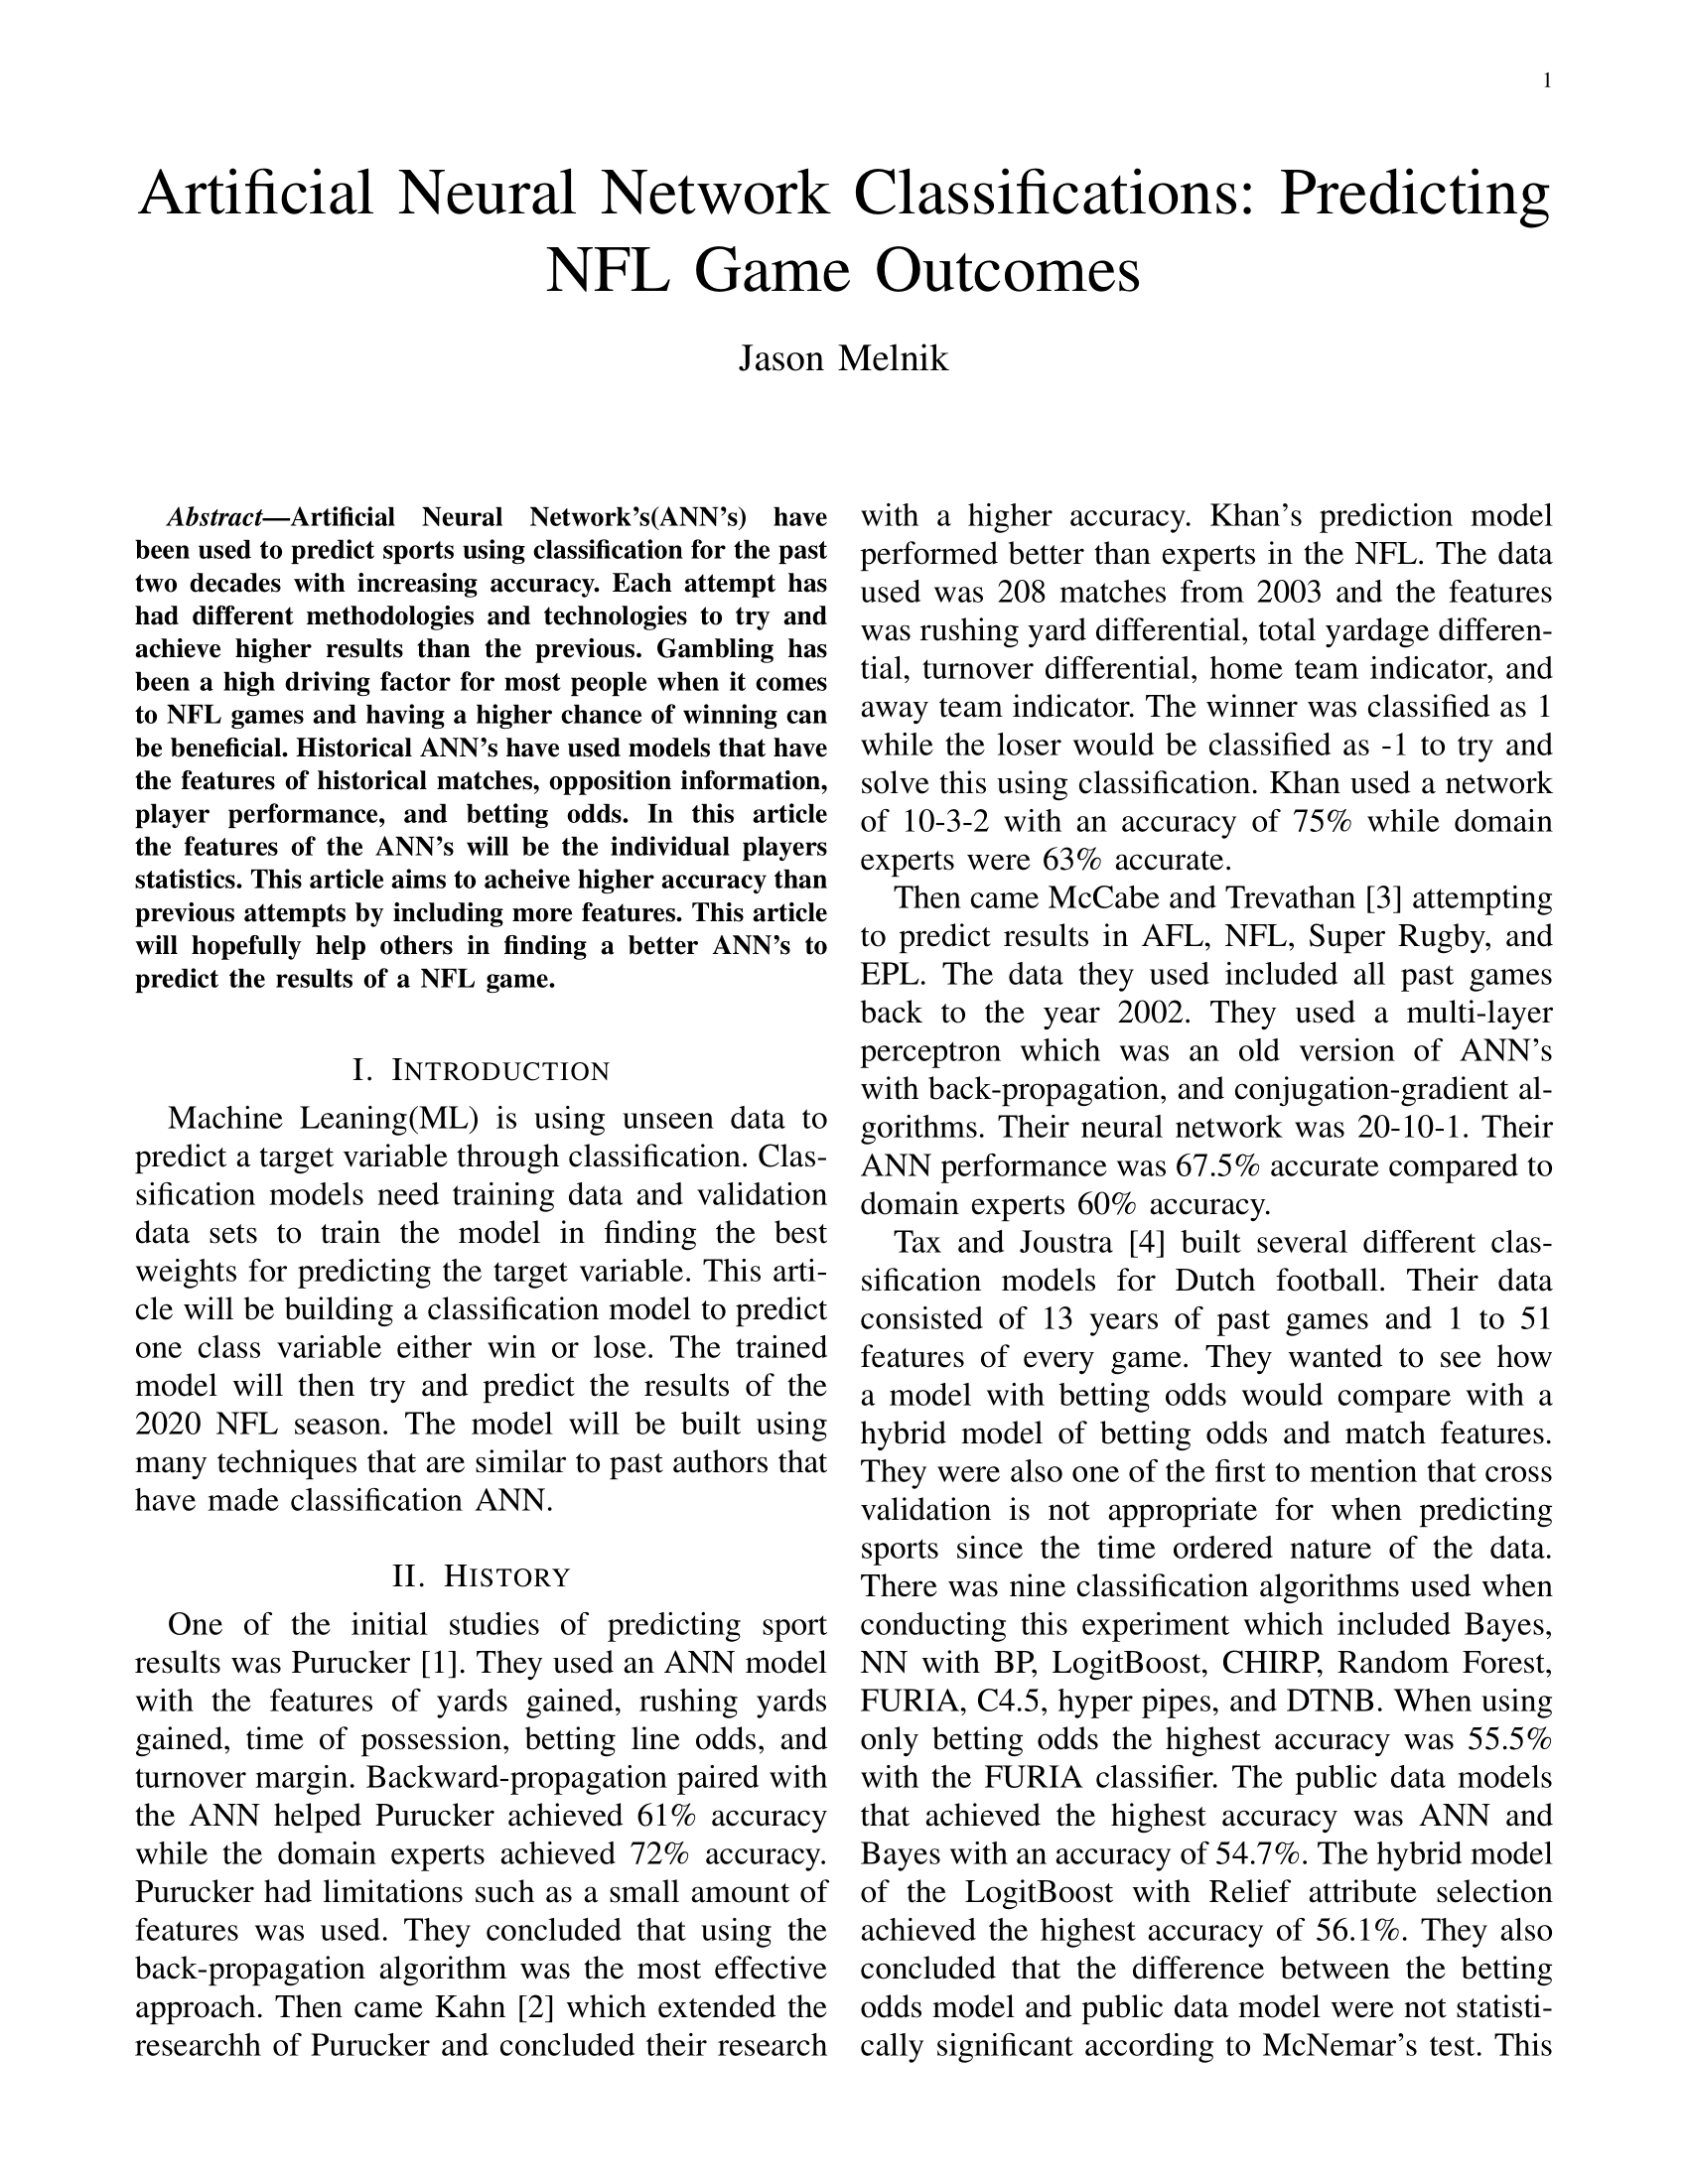 1
Artificial Neural Network Classifications: Predicting
NFL Game Outcomes
Jason Melnik
Abstract—Artificial Neural Network's(ANN's) have
been used to predict sports using classification for the past
two decades with increasing accuracy. Each attempt has
had different methodologies and technologies to try and
achieve higher results than the previous. Gambling has
been a high driving factor for most people when it comes
to NFL games and having a higher chance of winning can
be beneficial. Historical ANN's have used models that have
the features of historical matches, opposition information,
player performance, and betting odds. In this article
the features of the ANN's will be the individual players
statistics. This article aims to acheive higher accuracy than
previous attempts by including more features. This article
will hopefully help others in finding a better ANN's to
predict the results of a NFL game.
I. INTRODUCTION
Machine Leaning(ML) is using unseen data to
predict a target variable through classification. Clas-
sification models need training data and validation
data sets to train the model in finding the best
weights for predicting the target variable. This arti-
cle will be building a classification model to predict
one class variable either win or lose. The trained
model will then try and predict the results of the
2020 NFL season. The model will be built using
many techniques that are similar to past authors that
have made classification ANN.
II. HISTORY
One of the initial studies of predicting sport
results was Purucker [1]. They used an ANN model
with the features of yards gained, rushing yards
gained, time of possession, betting line odds, and
turnover margin. Backward-propagation paired with
the ANN helped Purucker achieved 61% accuracy
while the domain experts achieved 72% accuracy.
Purucker had limitations such as a small amount of
features was used. They concluded that using the
back-propagation algorithm was the most effective
approach. Then came Kahn [2] which extended the
researchh of Purucker and concluded their research
with a higher accuracy. Khan's prediction model
performed better than experts in the NFL. The data
used was 208 matches from 2003 and the features
was rushing yard differential, total yardage differen-
tial, turnover differential, home team indicator, and
away team indicator. The winner was classified as 1
while the loser would be classified as -1 to try and
solve this using classification. Khan used a network
of 10-3-2 with an accuracy of 75% while domain
experts were 63% accurate.
Then came McCabe and Trevathan [3] attempting
to predict results in AFL, NFL, Super Rugby, and
EPL. The data they used included all past games
back to the year 2002. They used a multi-layer
perceptron which was an old version of ANN's
with back-propagation, and conjugation-gradient al-
gorithms. Their neural network was 20-10-1. Their
ANN performance was 67.5% accurate compared to
domain experts 60% accuracy.
Tax and Joustra [4] built several different clas-
sification models for Dutch football. Their data
consisted of 13 years of past games and 1 to 51
features of every game. They wanted to see how
a model with betting odds would compare with a
hybrid model of betting odds and match features.
They were also one of the first to mention that cross
validation is not appropriate for when predicting
sports since the time ordered nature of the data.
There was nine classification algorithms used when
conducting this experiment which included Bayes,
NN with BP, LogitBoost, CHIRP, Random Forest,
FURIA, C4.5, hyper pipes, and DTNB. When using
only betting odds the highest accuracy was 55.5%
with the FURIA classifier. The public data models
that achieved the highest accuracy was ANN and
Bayes with an accuracy of 54.7%. The hybrid model
of the LogitBoost with Relief attribute selection
achieved the highest accuracy of 56.1%. They also
concluded that the difference between the betting
odds model and public data model were not statisti-
cally significant according to McNemar's test. This